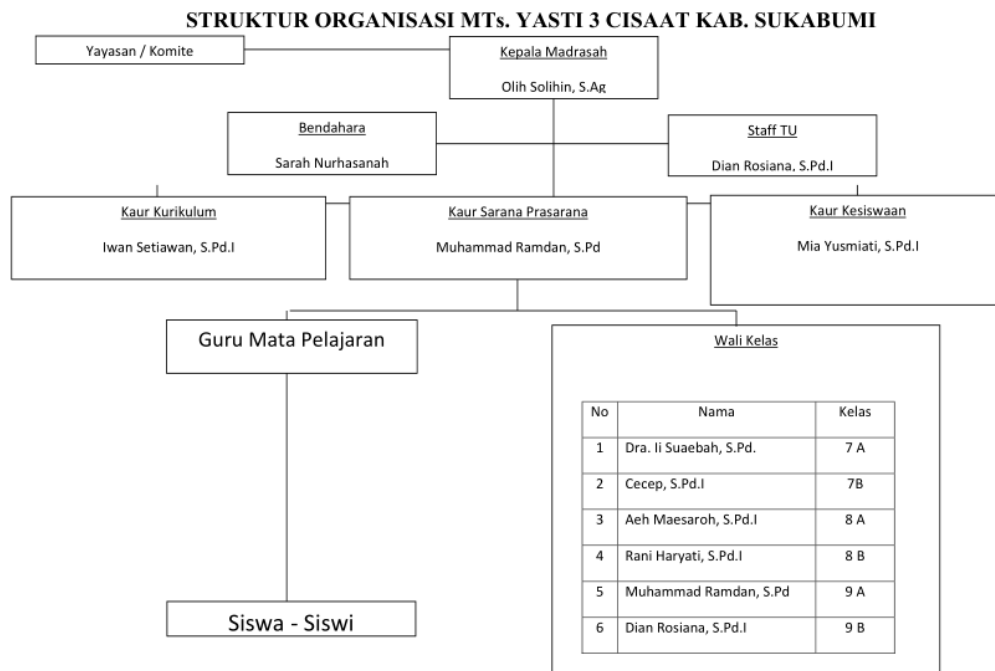 STRUKTUR ORGANISASI MTs. YASTI 3 CISAAT KAB. SUKABUMI
Yayasan / Komite
Kepala Madrasah
Olih Solihin, S.Ag
Bendahara
Sarah Nurhasanah
Staff TU
Dian Rosiana, S.Pd.I
Kaur Kurikulum
Iwan Setiawan, S.Pd.I
Kaur Sarana Prasarana
Muhammad Ramdan, S.Pd
Kaur Kesiswaan
Mia Yusmiati, S.Pd.I
Guru Mata Pelajaran
Wali Kelas
No Nama Kelas
1 Dra. Ii Suaebah, S.Pd. 7 A
2 Cecep, S.Pd.I 7B
3 Aeh Maesaroh, S.Pd.I 8 A
4 Rani Haryati, S.Pd.I 8 B
5 Muhammad Ramdan, S.Pd 9 A
6 Dian Rosiana, S.Pd.I 9 B
Siswa - Siswi